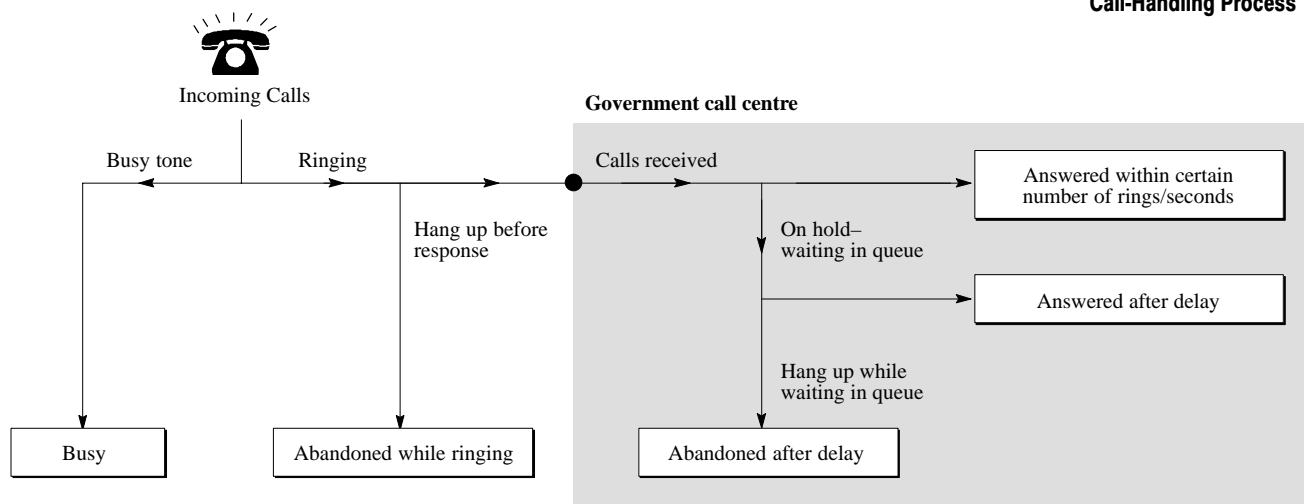 Call-Handling Process
Incoming Calls
Government call centre
Busy tone
Ringing
Calls received
Answered within certain
number of rings/seconds
Hang up before
response
On hold–
waiting in queue
Answered after delay
Hang up while
waiting in queue
Busy
Abandoned while ringing
Abandoned after delay